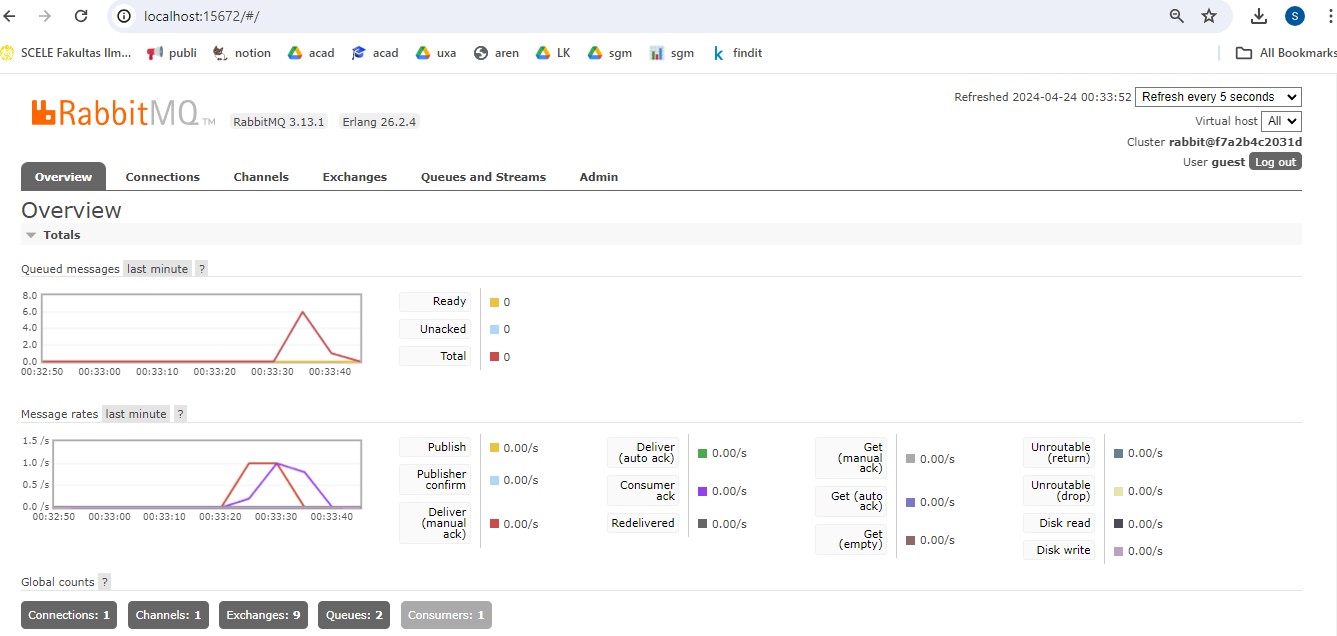 localhost:15672/#/
S
SCELE Fakultas Ilm... publi notion acad acad uxa aren LK sgm sgm findit All Bookmarks
RabbitMQ TM RabbitMQ 3.13.1 Erlang 26.2.4
Refreshed 2024-04-24 00:33:52 Refresh every 5 seconds
Virtual host All
Cluster rabbit@f7a2b4c2031d
User guest Log out
Overview Connections Channels Exchanges Queues and Streams Admin
Overview
Totals
Queued messages last minute ?
8.0
6.0
4.0
2.0
0.0
00:32:50 00:33:00 00:33:10 00:33:20 00:33:30 00:33:40
Ready 0
Unacked 0
Total 0
Message rates last minute ?
1.5 /s
1.0 /s
0.5 /s
0.0 /s
00:32:50 00:33:00 00:33:10 00:33:20 00:33:30 00:33:40
Publish 0.00/s
Publisher
confirm 0.00/s
Deliver
(manual
ack) 0.00/s
Deliver
(auto ack) 0.00/s
Consumer
ack 0.00/s
Redelivered 0.00/s
Get
(manual
ack) 0.00/s
Get (auto
ack) 0.00/s
Get
(empty) 0.00/s
Unroutable
(return) 0.00/s
Unroutable
(drop) 0.00/s
Disk read 0.00/s
Disk write 0.00/s
Global counts ?
Connections: 1 Channels: 1 Exchanges: 9 Queues: 2 Consumers: 1